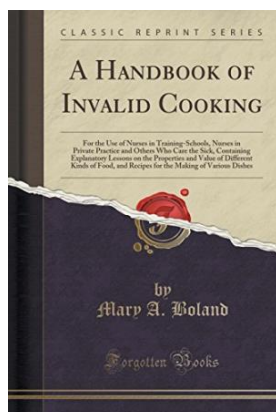 CLASSIC REPRINT SERIES
A HANDBOOK OF
INVALID COOKING
For the Use of Nurses in Training-Schools, Nurses in
Private Practice and Others Who Care the Sick, Containing
Explanatory Lessons on the Properties and Value of Different
Kinds of Food, and Recipes for the Making of Various Dishes
by
Mary A. Boland
Forgotten Books